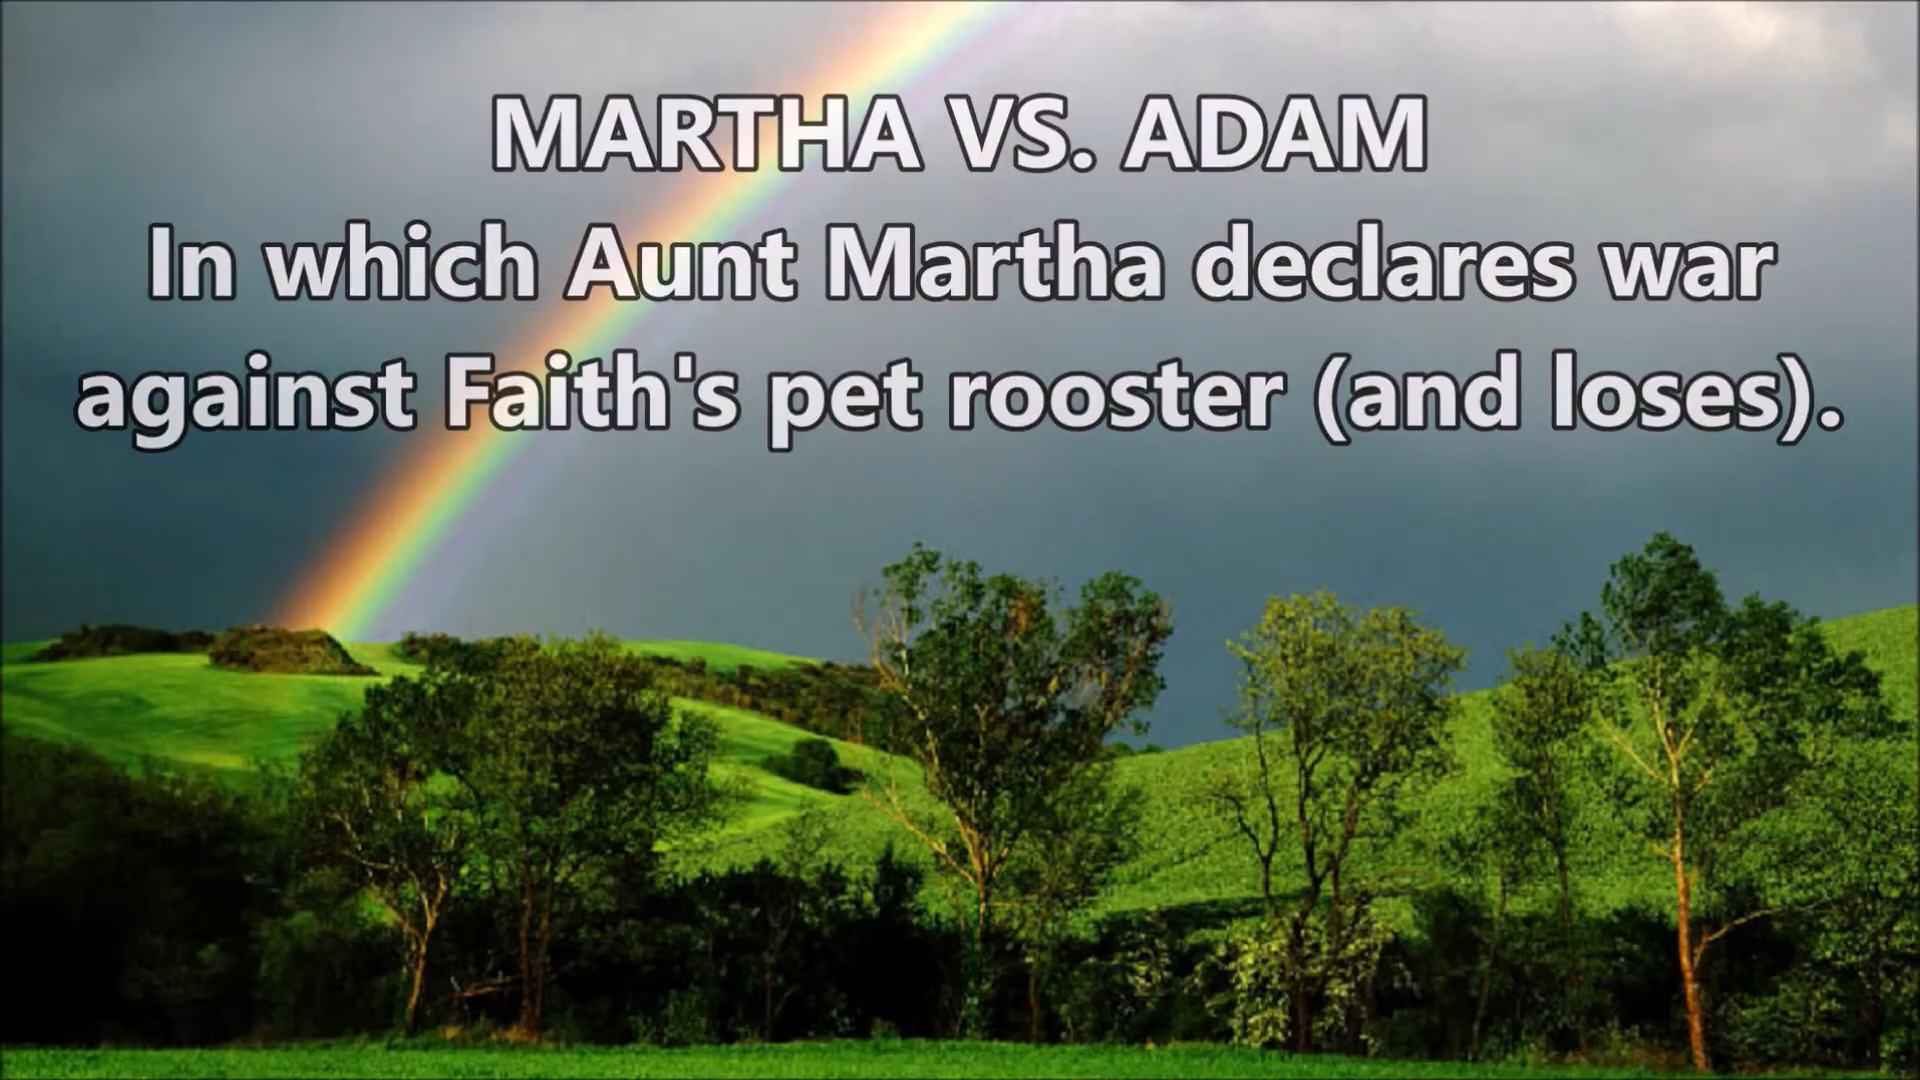 MARTHA VS. ADAM
In which Aunt Martha declares war
against Faith's pet rooster (and loses).